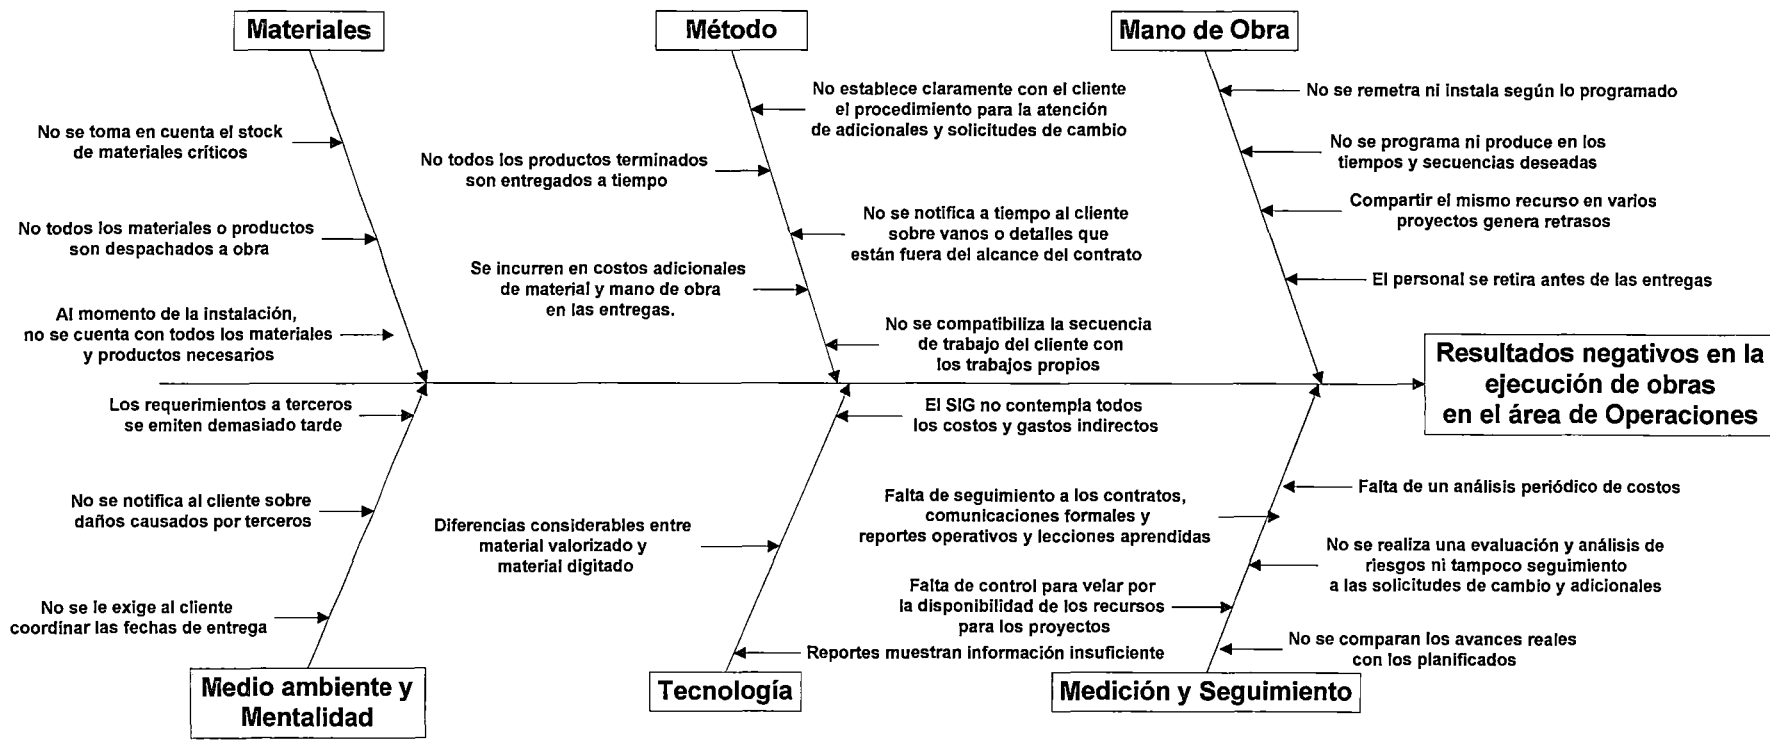 Materiales
Método
Mano de Obra
No se toma en cuenta el stock
de materiales críticos
No todos los materiales o productos
son despachados a obra
Al momento de la instalación,
no se cuenta con todos los materiales
y productos necesarios
No establece claramente con el cliente
el procedimiento para la atención
de adicionales y solicitudes de cambio
No todos los productos terminados
son entregados a tiempo
No se notifica a tiempo al cliente
sobre vanos o detalles que
están fuera del alcance del contrato
Se incurren en costos adicionales
de material y mano de obra
en las entregas.
No se compatibiliza la secuencia
de trabajo del cliente con
los trabajos propios
No se remetra ni instala según lo programado
No se programa ni produce en los
tiempos y secuencias deseadas
Compartir el mismo recurso en varios
proyectos genera retrasos
El personal se retira antes de las entregas
Resultados negativos en la
ejecución de obras
en el área de Operaciones
Los requerimientos a terceros
se emiten demasiado tarde
No se notifica al cliente sobre
daños causados por terceros
No se le exige al cliente
coordinar las fechas de entrega
El SIG no contempla todos
los costos y gastos indirectos
Diferencias considerables entre
material valorizado y
material digitado
Reportes muestran información insuficiente
Falta de un análisis periódico de costos
Falta de seguimiento a los contratos,
comunicaciones formales y
reportes operativos y lecciones aprendidas
No se realiza una evaluación y análisis de
riesgos ni tampoco seguimiento
a las solicitudes de cambio y adicionales
Falta de control para velar por
la disponibilidad de los recursos
para los proyectos
No se comparan los avances reales
con los planificados
Medio ambiente y
Mentalidad
Tecnología
Medición y Seguimiento